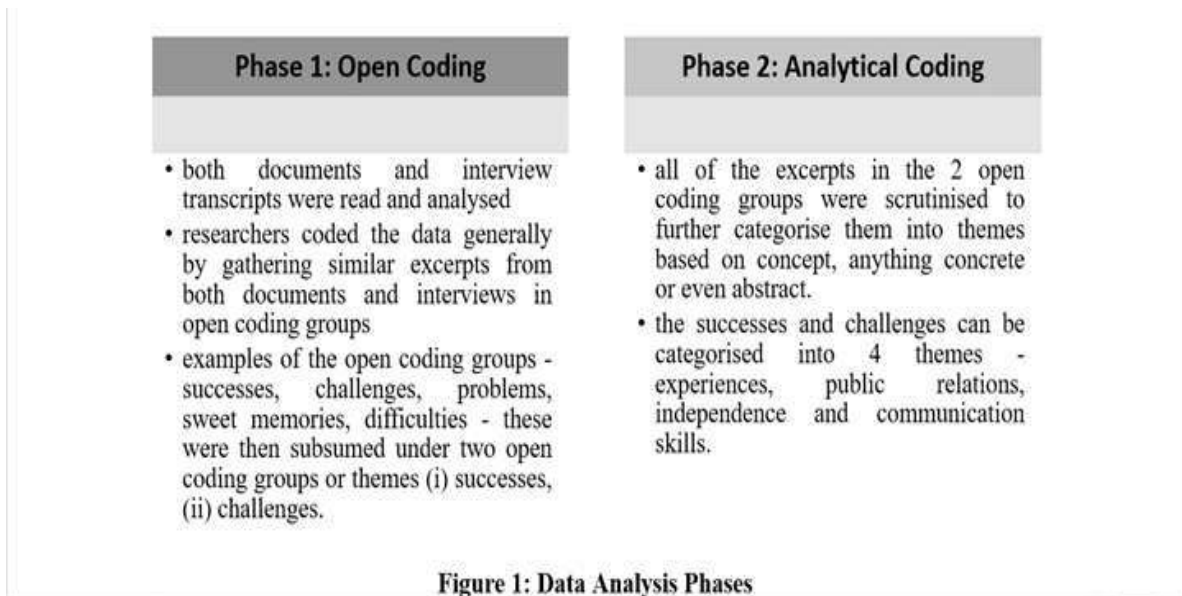 Phase 1: Open Coding
• both documents and interview
transcripts were read and analysed
• researchers coded the data generally
by gathering similar excerpts from
both documents and interviews in
open coding groups
• examples of the open coding groups -
successes, challenges, problems,
sweet memories, difficulties - these
were then subsumed under two open
coding groups or themes (i) successes,
(ii) challenges.
Phase 2: Analytical Coding
• all of the excerpts in the 2 open
coding groups were scrutinised to
further categorise them into themes
based on concept, anything concrete
or even abstract.
• the successes and challenges can be
categorised into 4 themes -
experiences, public relations,
independence and communication
skills.
Figure 1: Data Analysis Phases